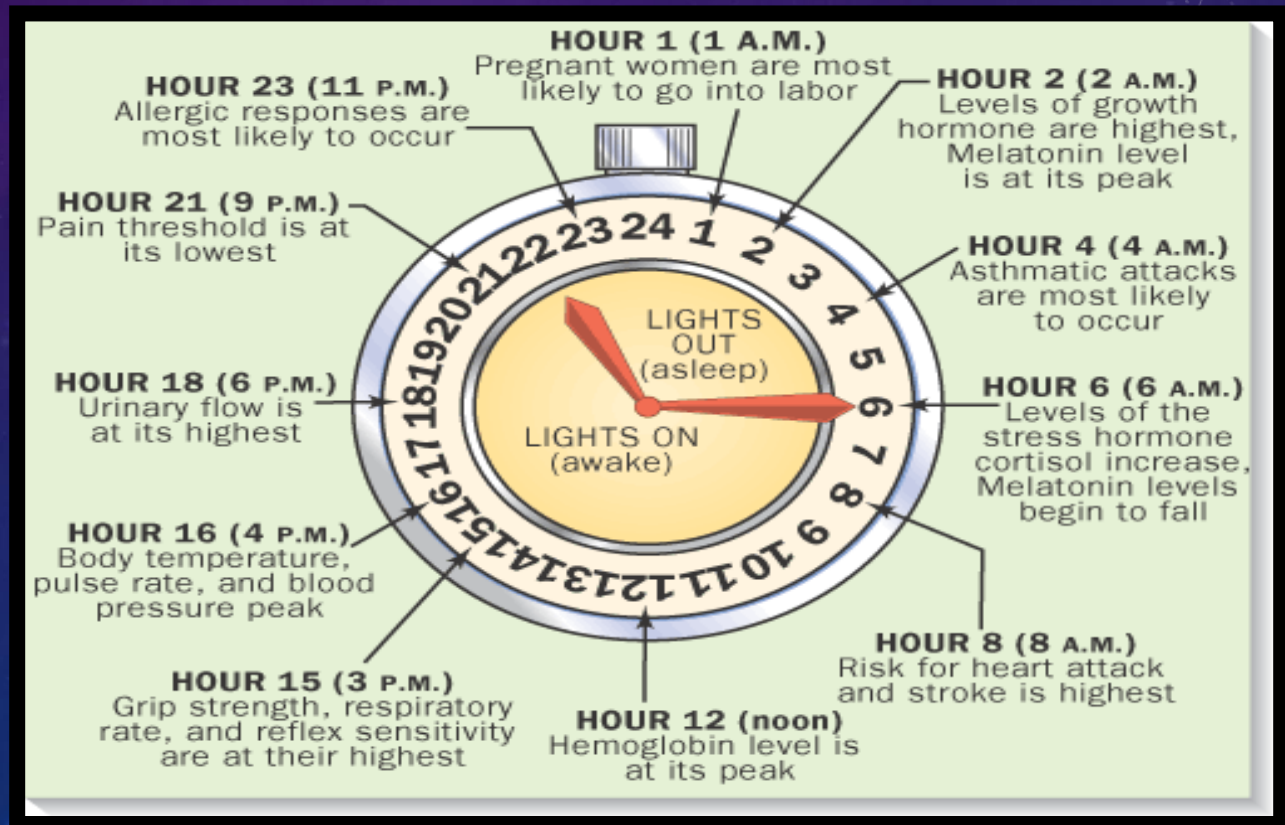 HOUR 1 (1 A.M.)
Pregnant women are most
likely to go into labor
HOUR 2 (2 A.M.)
Levels of growth
hormone are highest,
Melatonin level
is at its peak
HOUR 4 (4 A.M.)
Asthmatic attacks
are most likely
to occur
HOUR 6 (6 A.M.)
Levels of the
stress hormone
cortisol increase,
Melatonin levels
begin to fall
HOUR 8 (8 A.M.)
Risk for heart attack
and stroke is highest
HOUR 12 (noon)
Hemoglobin level is
at its peak
HOUR 15 (3 P.M.)
Grip strength, respiratory
rate, and reflex sensitivity
are at their highest
HOUR 16 (4 P.M.)
Body temperature,
pulse rate, and blood
pressure peak
HOUR 18 (6 P.M.)
Urinary flow is
at its highest
HOUR 21 (9 P.M.)
Pain threshold is at
its lowest
HOUR 23 (11 P.M.)
Allergic responses are
most likely to occur
24 1 2 3 4 5 6 7 8 9 10 11 12 13 14 15 16 17 18 19 20 21 22 23
LIGHTS
OUT
(asleep)
LIGHTS ON
(awake)